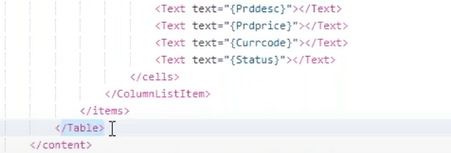 <Text text="{Prddesc}"></Text>
<Text text="{Prdprice}"></Text>
<Text text="{Currcode}"></Text>
<Text text="{Status}"></Text>
</cells>
</ColumnListItem>
</items>
</Table>
</content>